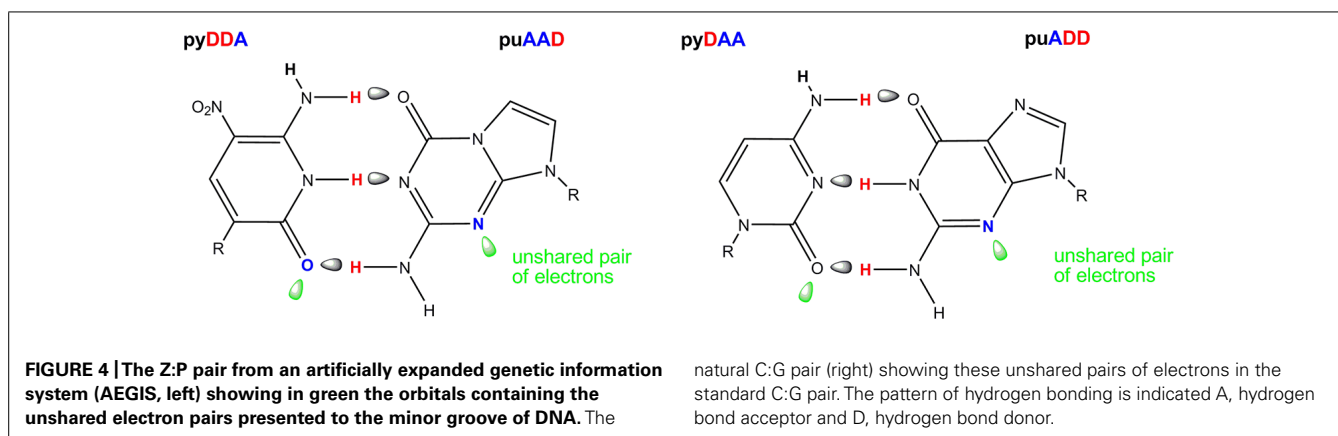 pyDDA
puAAD
pyDAA
puADD
H
N
H
O
O2N
N
H
N
N
N
R
R
O
H
N
N
H
unshared pair
of electrons
H
N
H
O
N
N
H
N
N
R
N
R
O
H
N
N
H
unshared pair
of electrons
FIGURE 4 | The Z:P pair from an artificially expanded genetic information
system (AEGIS, left) showing in green the orbitals containing the
unshared electron pairs presented to the minor groove of DNA. The
natural C:G pair (right) showing these unshared pairs of electrons in the
standard C:G pair. The pattern of hydrogen bonding is indicated A, hydrogen
bond acceptor and D, hydrogen bond donor.